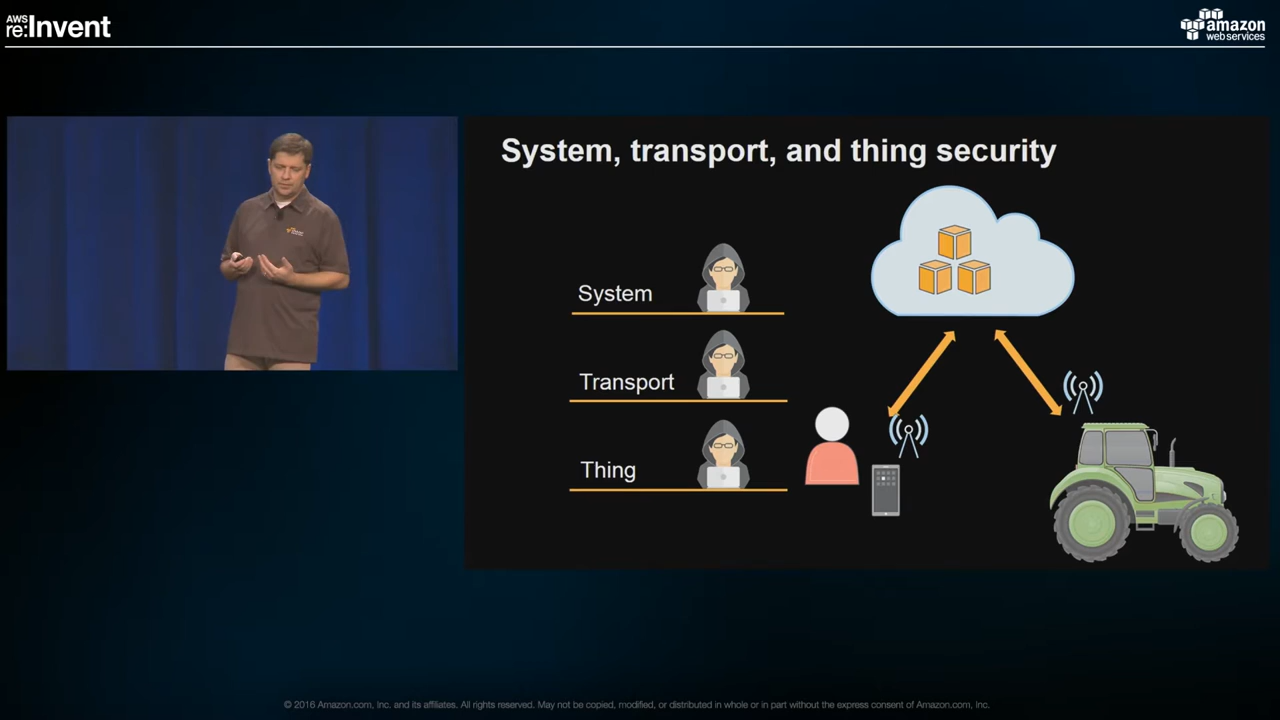 AWS
re:Invent
amazon
web services
System, transport, and thing security
System
Transport
Thing
© 2016 Amazon.com, Inc. and its affiliates. All rights reserved. May not be copied, modified, or distributed in whole or in part without the express consent of Amazon.com, Inc.